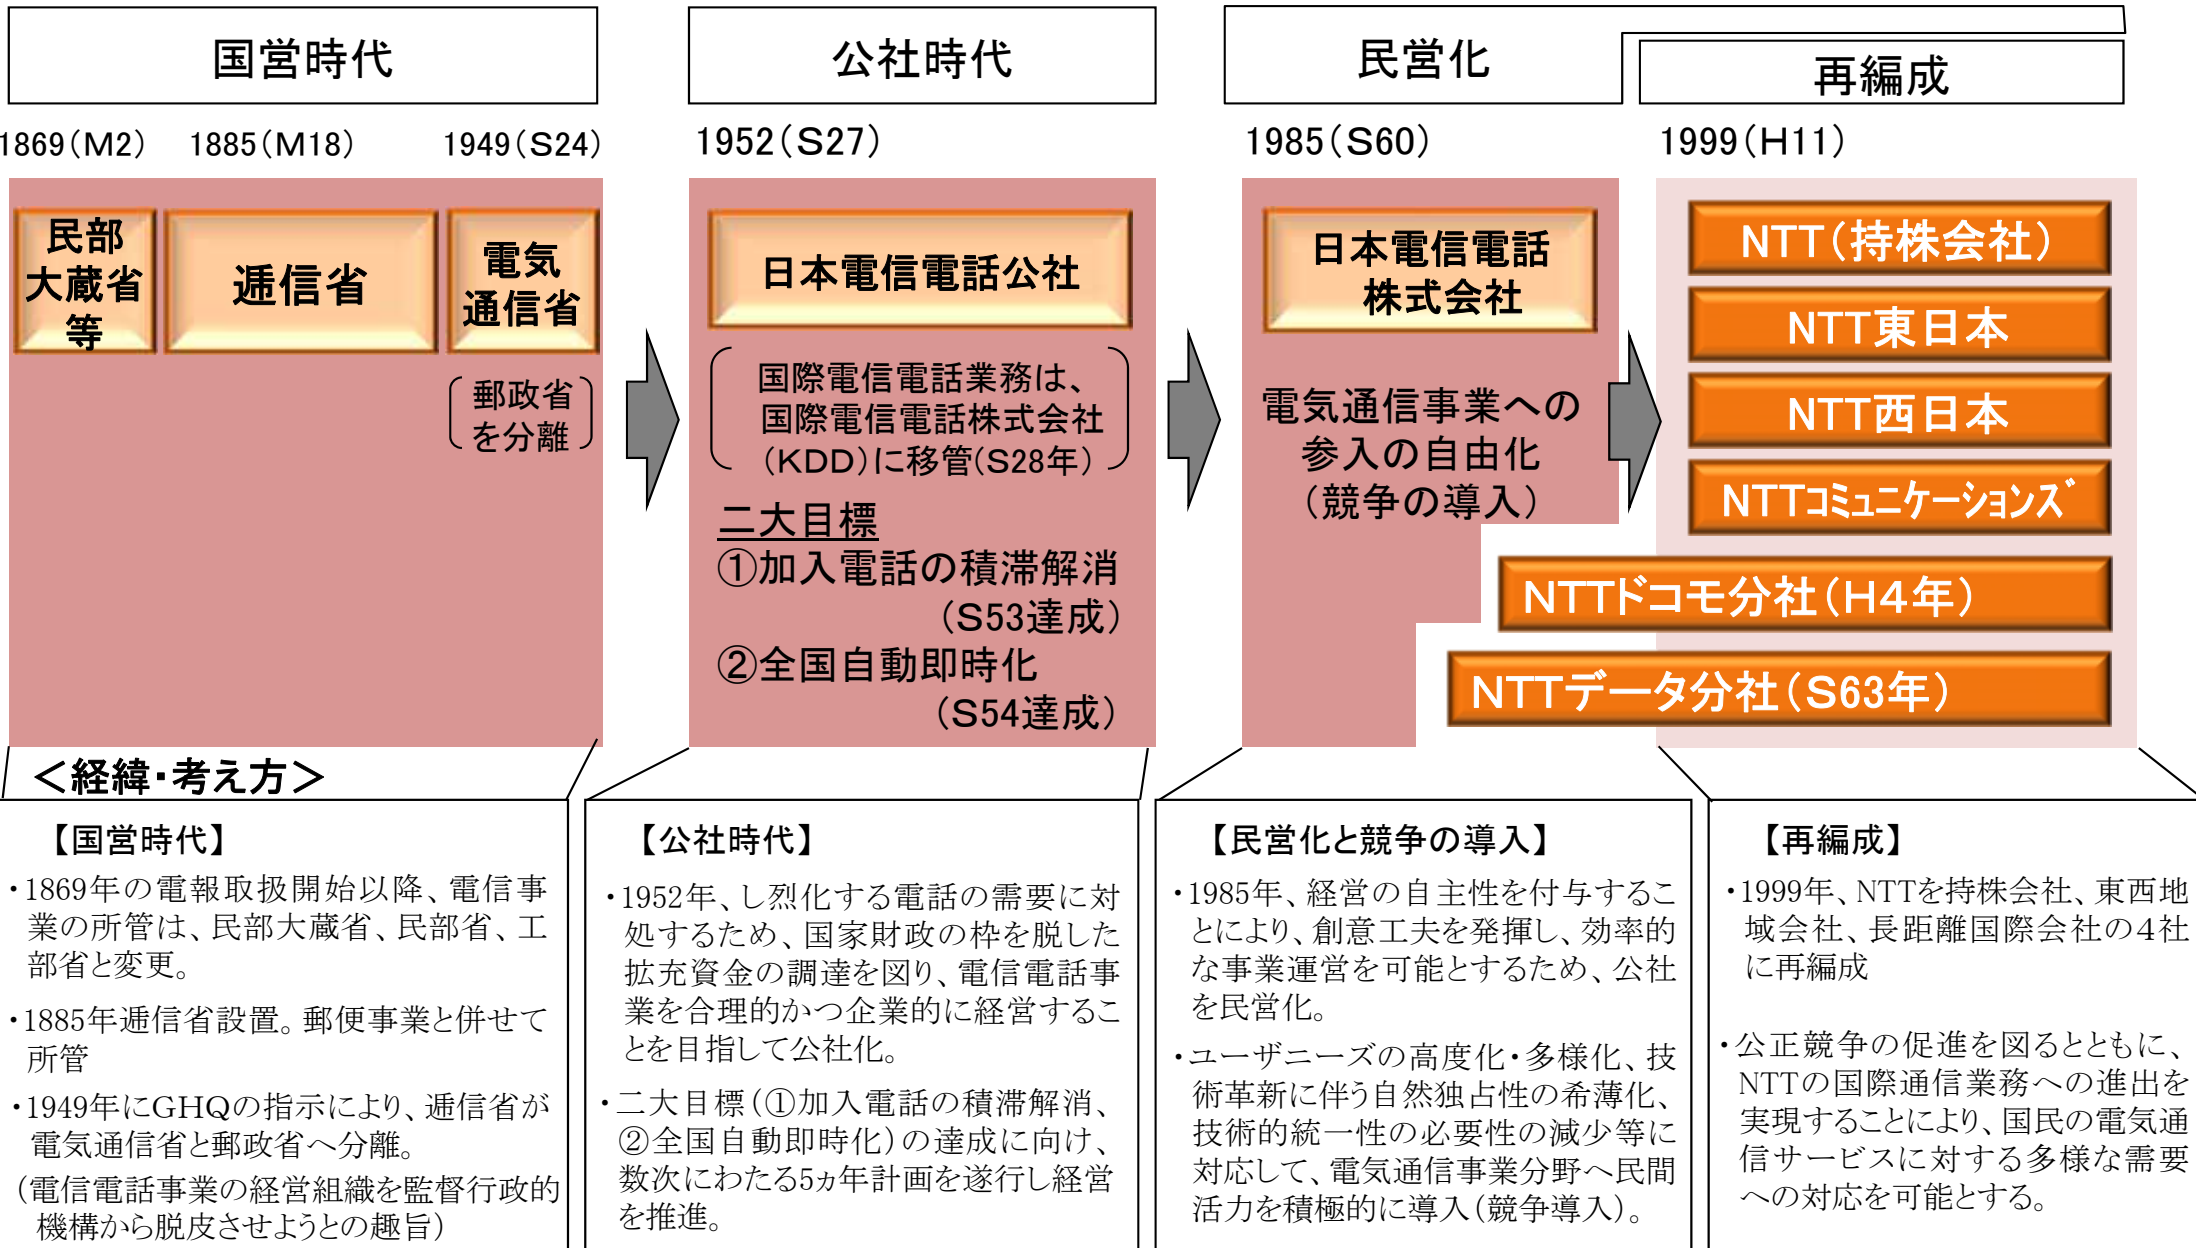 国営時代
公社時代
民営化
再編成
1869(M2)
1885(M18)
1949(S24)
1952(S27)
1985(S60)
1999(H11)
民部
大蔵省
等
逓信省
電気
通信省
郵政省
を分離
日本電信電話公社
国際電信電話業務は、
国際電信電話株式会社
(KDD)に移管(S28年)
二大目標
①加入電話の積滞解消
(S53達成)
②全国自動即時化
(S54達成)
日本電信電話
株式会社
電気通信事業への
参入の自由化
(競争の導入)
NTT(持株会社)
NTT東日本
NTT西日本
NTTコミュニケーションズ
NTTドコモ分社(H4年)
NTTデータ分社(S63年)
<経緯・考え方>
【国営時代】
・1869年の電報取扱開始以降、電信事
業の所管は、民部大蔵省、民部省、工
部省と変更。
・1885年逓信省設置。郵便事業と併せて
所管
・1949年にGHQの指示により、逓信省が
電気通信省と郵政省へ分離。
(電信電話事業の経営組織を監督行政的
機構から脱皮させようとの趣旨)
【公社時代】
・1952年、し烈化する電話の需要に対
処するため、国家財政の枠を脱した
拡充資金の調達を図り、電信電話事
業を合理的かつ企業的に経営するこ
とを目指して公社化。
・二大目標(①加入電話の積滞解消、
②全国自動即時化)の達成に向け、
数次にわたる5ヵ年計画を遂行し経営
を推進。
【民営化と競争の導入】
・1985年、経営の自主性を付与するこ
とにより、創意工夫を発揮し、効率的
な事業運営を可能とするため、公社
を民営化。
・ユーザニーズの高度化・多様化、技
術革新に伴う自然独占性の希薄化、
技術的統一性の必要性の減少等に
対応して、電気通信事業分野へ民間
活力を積極的に導入(競争導入)。
【再編成】
・1999年、NTTを持株会社、東西地
域会社、長距離国際会社の4社
に再編成
・公正競争の促進を図るとともに、
NTTの国際通信業務への進出を
実現することにより、国民の電気通
信サービスに対する多様な需要
への対応を可能とする。